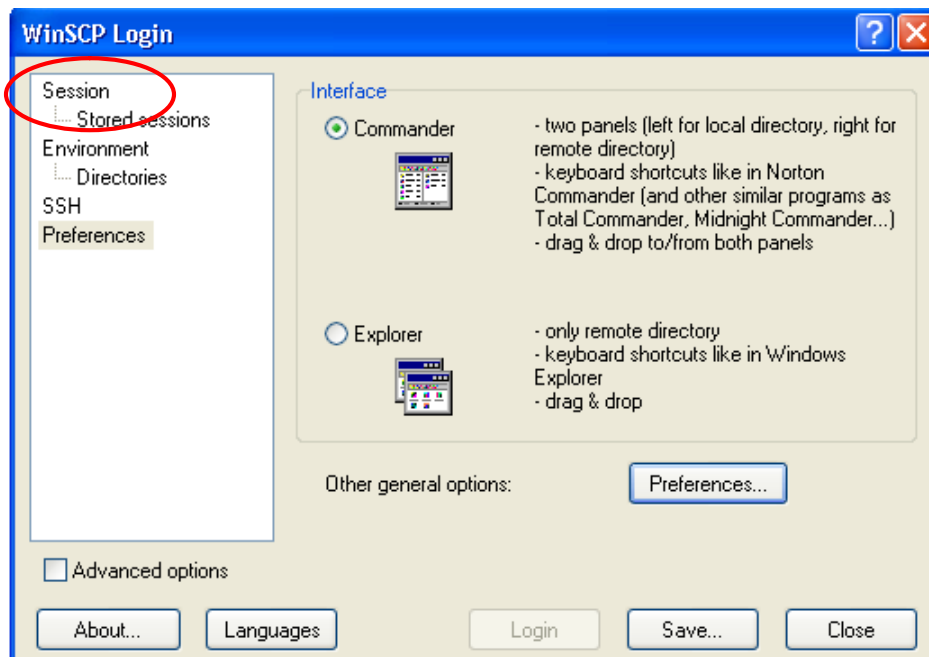 WinSCP Login
Session
Stored sessions
Environment
Directories
SSH
Preferences
Interface
Commander
- two panels (left for local directory, right for
remote directory)
- keyboard shortcuts like in Norton
Commander (and other similar programs as
Total Commander, Midnight Commander...)
- drag & drop to/from both panels
Explorer
- only remote directory
- keyboard shortcuts like in Windows
Explorer
- drag & drop
Other general options:
Preferences...
Advanced options
About...
Languages
Login
Save...
Close